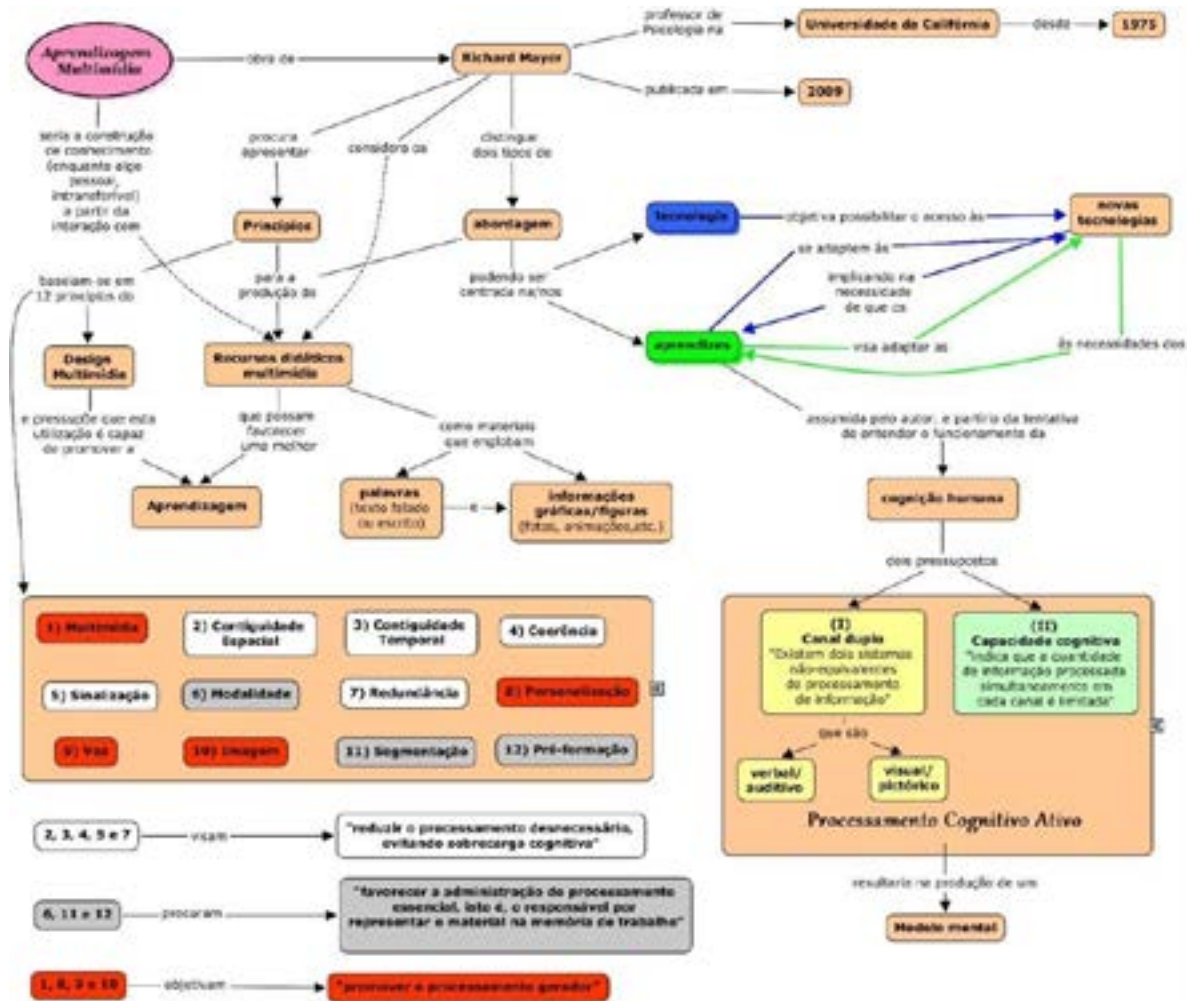 Aprendizagem
Multimídia
obra de
Richard Mayer
professor de
Psicologia na
Universidade da Califórnia
desde
1975
publicada em
2009
seria a construção
de conhecimento
(enquanto algo
pessoal,
intransferível)
a partir da
interação com
procura
apresentar
considera os
distingue
dois tipos de
Princípios
abordagem
tecnologia
objetiva possibilitar o acesso às
novas
tecnologias
se adaptem às
implicando na
necessidade
de que os
baseiam-se em
12 princípios do
para a
produção de
podendo ser
centrada na/nos
aprendizes
visa adaptar as
às necessidades dos
Design
Multimídia
Recursos didáticos
multimídia
e pressupõe que esta
utilização é capaz
de promover a
que possam
favorecer
uma melhor
como materiais
que englobam
assumida pelo autor, e partiria da tentativa
de entender o funcionamento da
Aprendizagem
palavras
(texto falado
ou escrito)
e
informações
gráficas/figuras
(fotos, animações,etc.)
cognição humana
dois pressupostos
1) Multimídia
2) Contiguidade
Espacial
3) Contiguidade
Temporal
4) Coerência
5) Sinalização
6) Modalidade
7) Redundância
8) Personalização
9) Voz
10) Imagem
11) Segmentação
12) Pré-formação
(I)
Canal duplo
"Existem dois sistemas
não-equivalentes
de processamento
de informação"
(II)
Capacidade cognitiva
"indica que a quantidade
de informação processada
simultaneamente em
cada canal é limitada"
que são
verbal/
auditivo
visual/
pictórico
Processamento Cognitivo Ativo
2, 3, 4, 5 e 7
visam
"reduzir o processamento desnecessário,
evitando sobrecarga cognitiva"
6, 11 e 12
procuram
"favorecer a administração do processamento
essencial, isto é, o responsável por
representar o material na memória de trabalho"
1, 8, 9 e 10
objetivam
"promover o processamento gerador"
resultaria na produção de um
Modelo mental